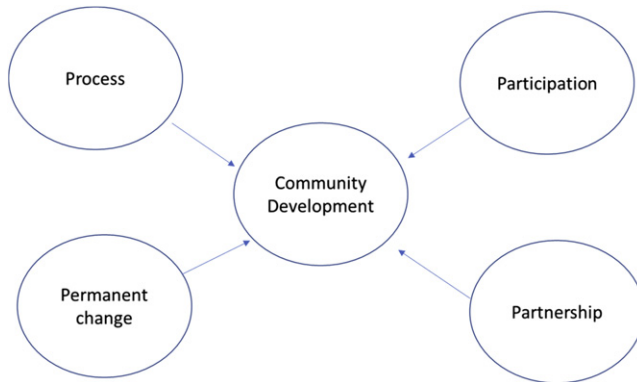 Process
Participation
Community
Development
Permanent
change
Partnership